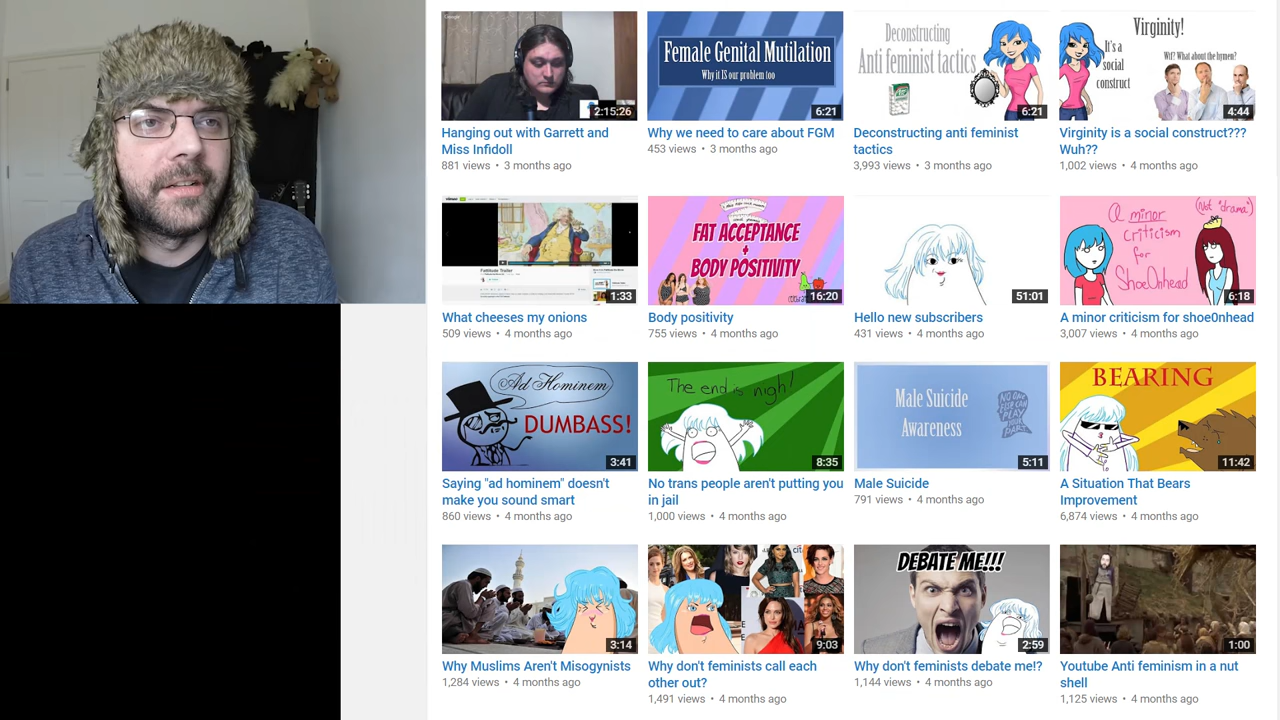 Google
2:15:26
Hanging out with Garrett and
Miss Infidoll
881 views • 3 months ago
Female Genital Mutilation
Why it IS our problem too
6:21
Why we need to care about FGM
453 views • 3 months ago
Deconstructing
Anti feminist tactics
6:21
Deconstructing anti feminist
tactics
3,993 views • 3 months ago
Virginity!
It's a
social
construct
Wtf? What about the hymen?
4:44
Virginity is a social construct???
Wuh??
1,002 views • 4 months ago
1:33
What cheeses my onions
509 views • 4 months ago
FAT ACCEPTANCE
+
BODY POSITIVITY
16:20
Body positivity
755 views • 4 months ago
51:01
Hello new subscribers
431 views • 4 months ago
A minor
criticism
for
Shoe0nhead
(Not "drama")
6:18
A minor criticism for shoe0nhead
3,007 views • 4 months ago
Ad Hominem
DUMBASS!
3:41
Saying "ad hominem" doesn't
make you sound smart
860 views • 4 months ago
The end is nigh!
8:35
No trans people aren't putting you
in jail
1,000 views • 4 months ago
Male Suicide
Awareness
5:11
Male Suicide
791 views • 4 months ago
BEARING
11:42
A Situation That Bears
Improvement
6,874 views • 4 months ago
3:14
Why Muslims Aren't Misogynists
1,284 views • 4 months ago
9:03
Why don't feminists call each
other out?
1,491 views • 4 months ago
DEBATE ME!!!
2:59
Why don't feminists debate me!?
1,144 views • 4 months ago
1:00
Youtube Anti feminism in a nut
shell
1,125 views • 4 months ago